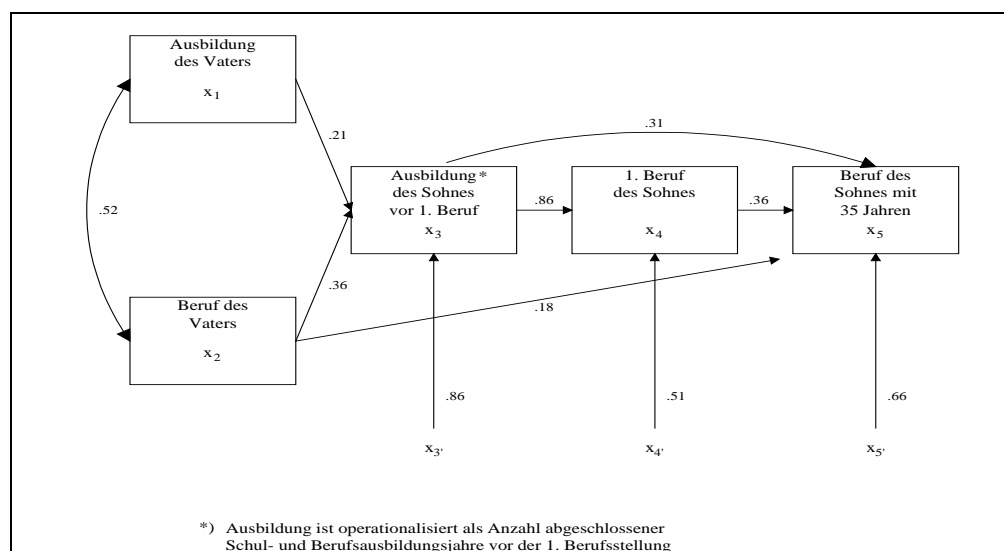 Ausbildung
des Vaters
x1
.21
.31
Ausbildung*
des Sohnes
vor 1. Beruf
x3
1. Beruf
des Sohnes
x4
Beruf des
Sohnes mit
35 Jahren
x5
.86
.36
.52
.36
Beruf des
Vaters
x2
.18
.86
.51
.66
x3'
x4'
x5'
*) Ausbildung ist operationalisiert als Anzahl abgeschlossener
Schul- und Berufsausbildungsjahre vor der 1. Berufsstellung